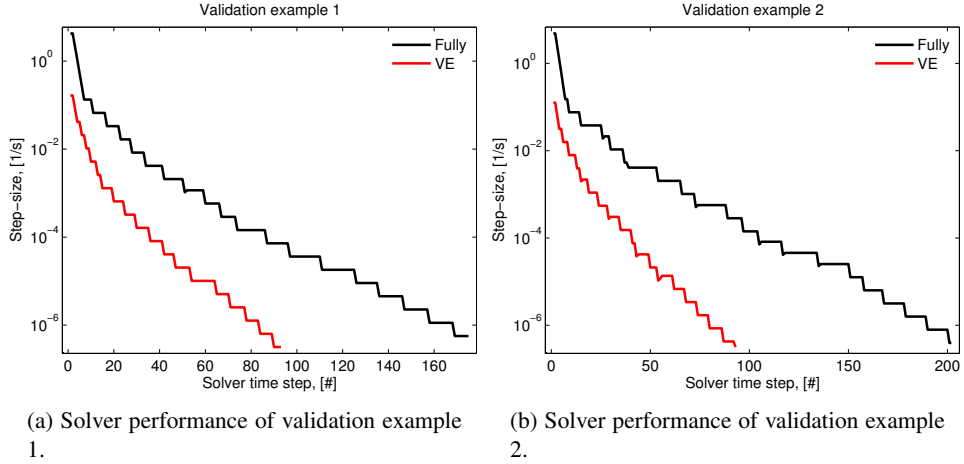 Validation example 1
Validation example 2
Fully
VE
Fully
VE
10^0
10^-2
10^-4
10^-6
10^0
10^-2
10^-4
10^-6
Step-size, [1/s]
Step-size, [1/s]
0 20 40 60 80 100 120 140 160
0 50 100 150 200
Solver time step, [#]
Solver time step, [#]
(a) Solver performance of validation example
1.
(b) Solver performance of validation example
2.